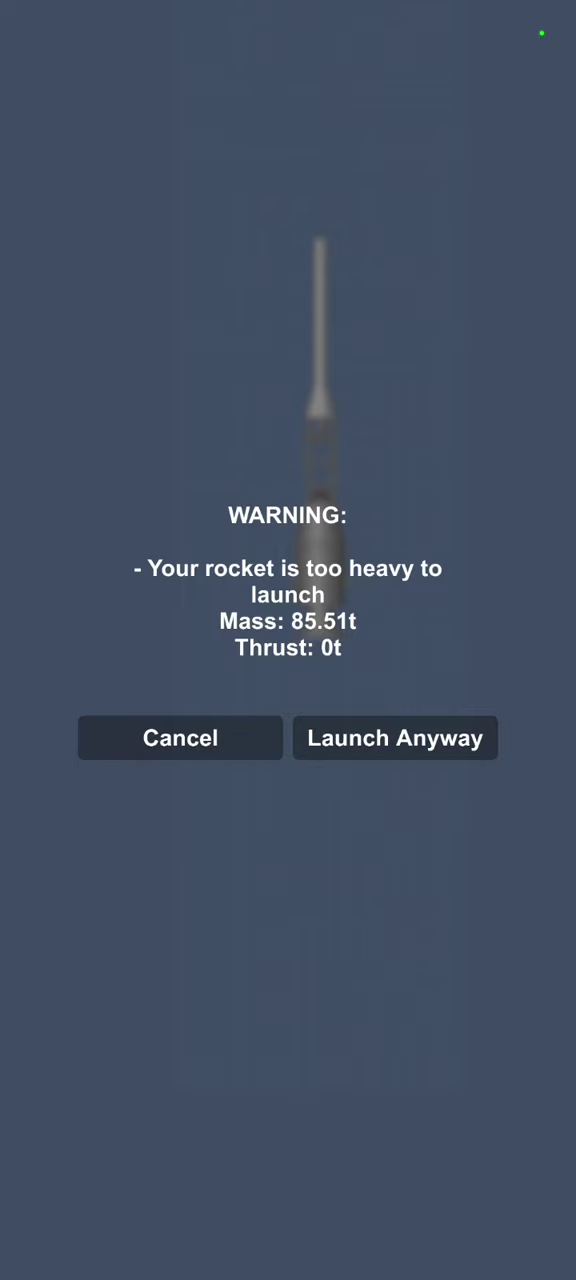 WARNING:
- Your rocket is too heavy to
launch
Mass: 85.51t
Thrust: 0t
Cancel
Launch Anyway